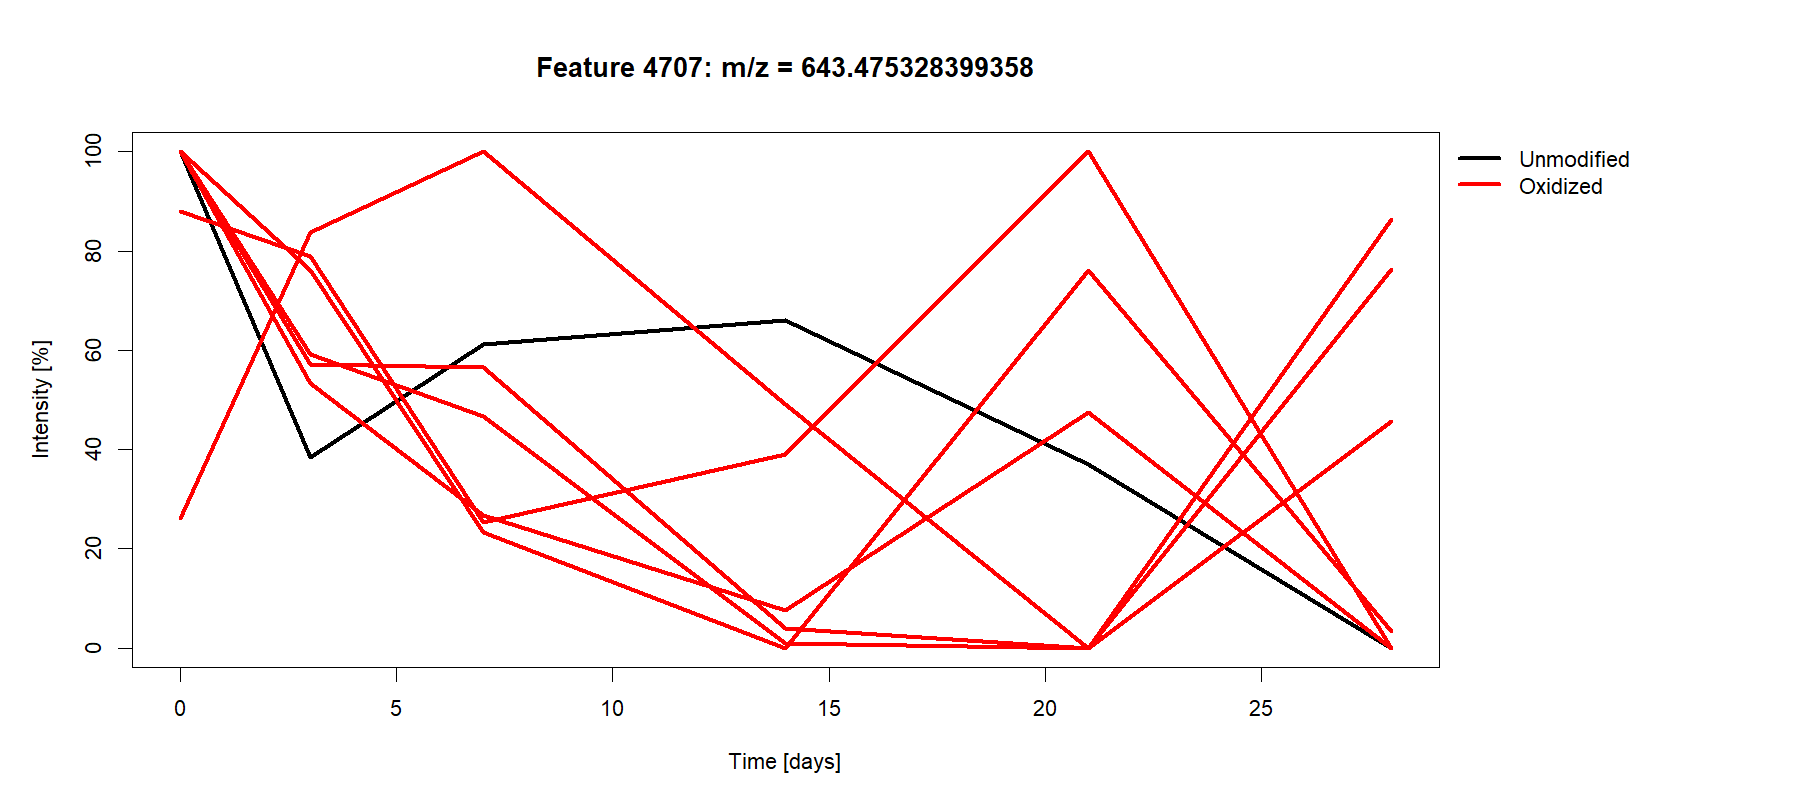 Feature 4707: m/z = 643.475328399358
Unmodified
Oxidized
Intensity [%]
100
80
60
40
20
0
0 5 10 15 20 25
Time [days]